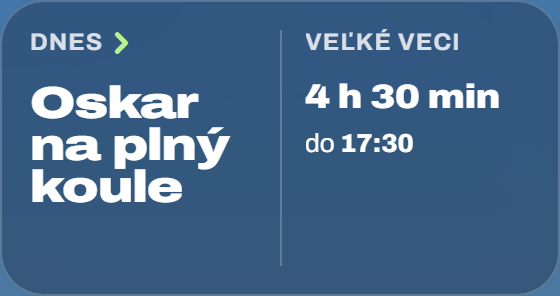 DNES
Oskar
na plný
koule
VEĽKÉ VECI
4 h 30 min
do 17:30